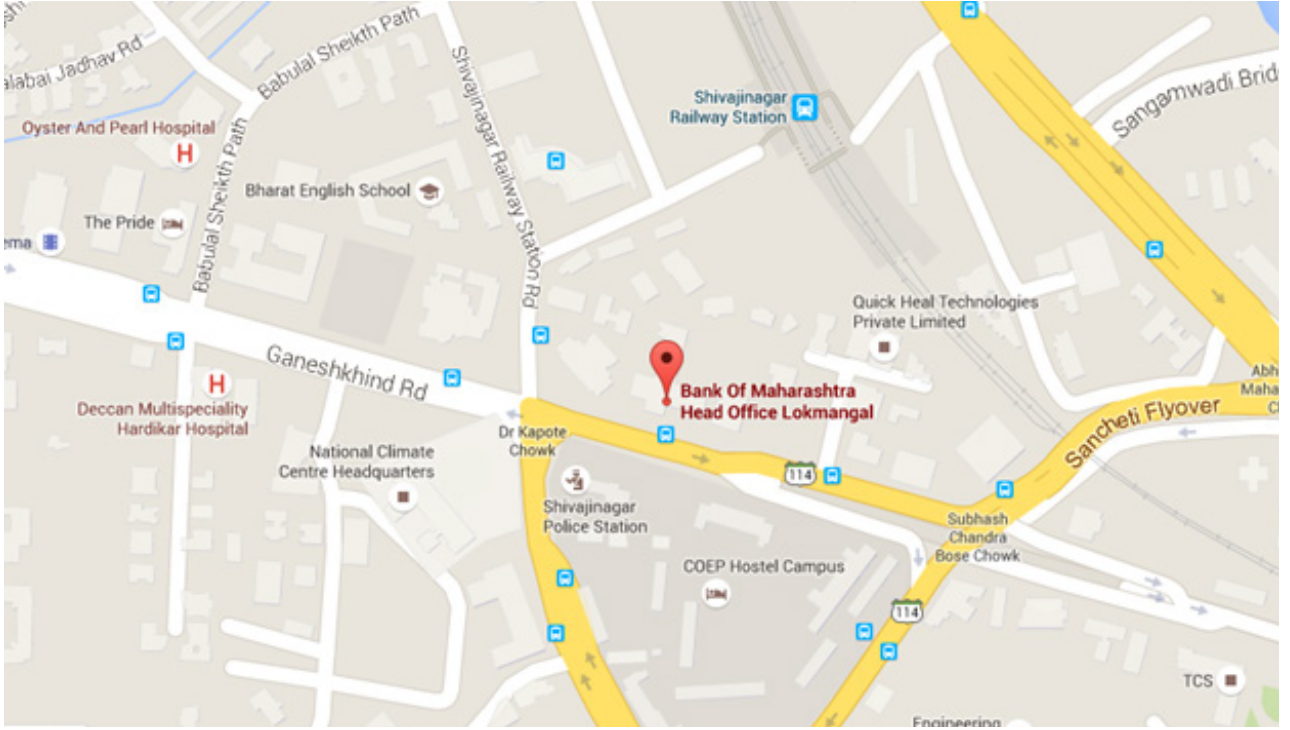 alabai Jadhav Rd
Babulal Sheikth Path
Shivajinagar Railway Station Rd
Shivajinagar
Railway Station
Sangamwadi Brid
Oyster And Pearl Hospital
H
Babulal Sheikth Path
Bharat English School
The Pride
ema
Quick Heal Technologies
Private Limited
Ganeshkhind Rd
H
Deccan Multispeciality
Hardikar Hospital
Bank Of Maharashtra
Head Office Lokmangal
Abh
Maha
C
Sancheti Flyover
Dr Kapote
Chowk
National Climate
Centre Headquarters
114
Shivajinagar
Police Station
Subhash
Chandra
Bose Chowk
COEP Hostel Campus
114
TCS
Engineering